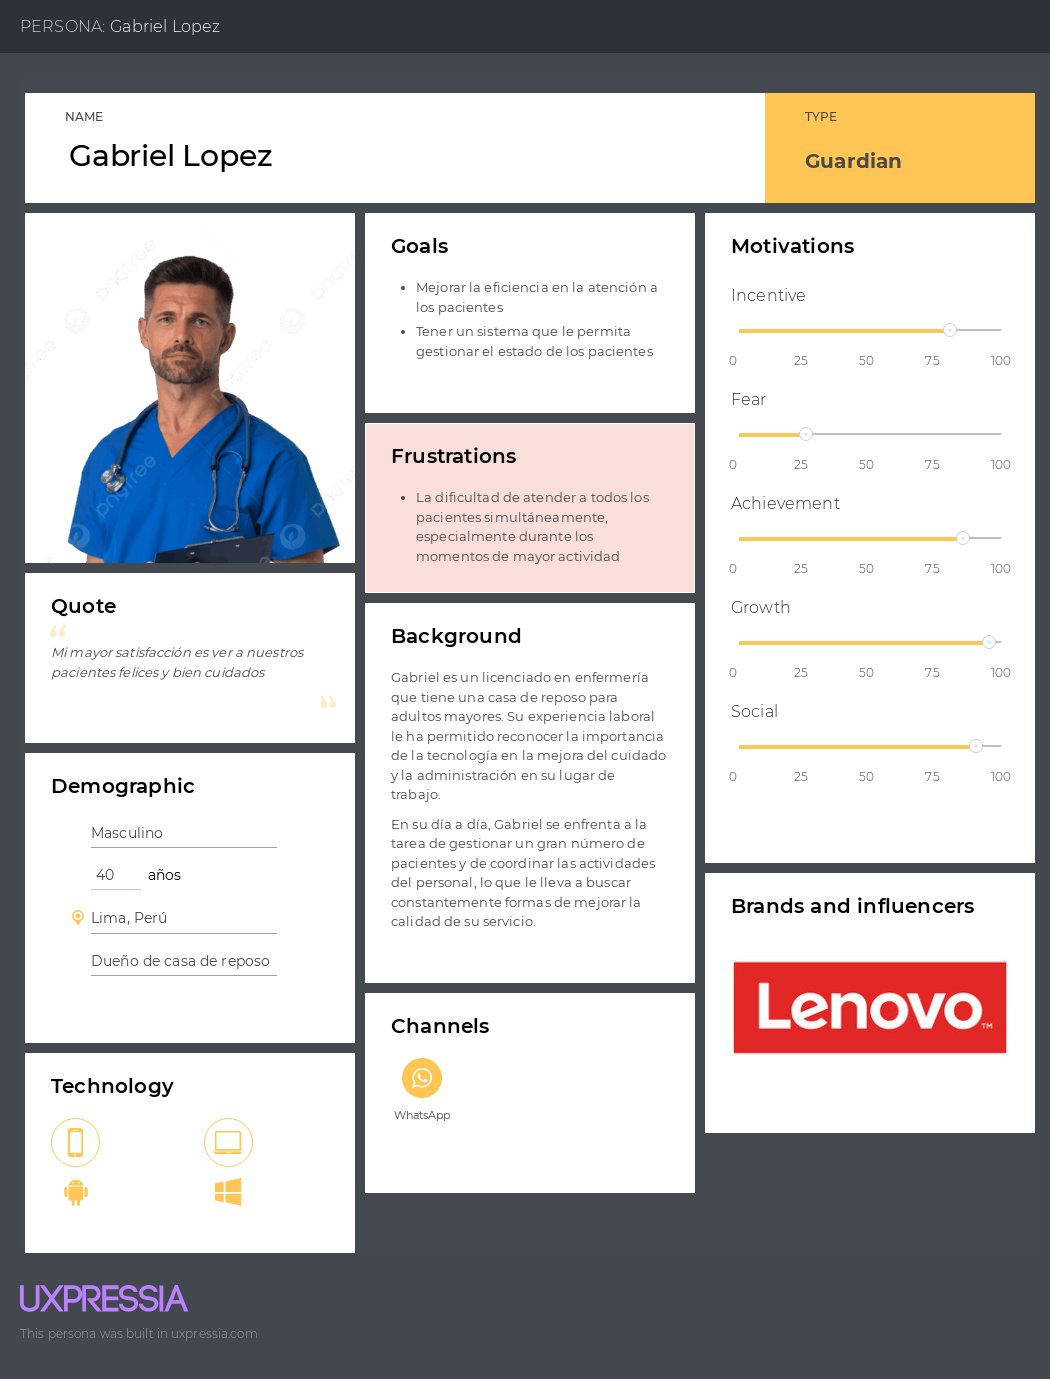 PERSONA: Gabriel Lopez
NAME
Gabriel Lopez
TYPE
Guardian
pngtree
pngtree
pngtree
pngtree
pngtree
pngtree
Quote
“
Mi mayor satisfacción es ver a nuestros
pacientes felices y bien cuidados
”
Demographic
Masculino
40 años
Lima, Perú
Dueño de casa de reposo
Technology
Goals
• Mejorar la eficiencia en la atención a
los pacientes
• Tener un sistema que le permita
gestionar el estado de los pacientes
Frustrations
• La dificultad de atender a todos los
pacientes simultáneamente,
especialmente durante los
momentos de mayor actividad
Background
Gabriel es un licenciado en enfermería
que tiene una casa de reposo para
adultos mayores. Su experiencia laboral
le ha permitido reconocer la importancia
de la tecnología en la mejora del cuidado
y la administración en su lugar de
trabajo.
En su día a día, Gabriel se enfrenta a la
tarea de gestionar un gran número de
pacientes y de coordinar las actividades
del personal, lo que le lleva a buscar
constantemente formas de mejorar la
calidad de su servicio.
Channels
WhatsApp
Motivations
Incentive
0 25 50 75 100
Fear
0 25 50 75 100
Achievement
0 25 50 75 100
Growth
0 25 50 75 100
Social
0 25 50 75 100
Brands and influencers
Lenovo™
UXPRESSIA
This persona was built in uxpressia.com